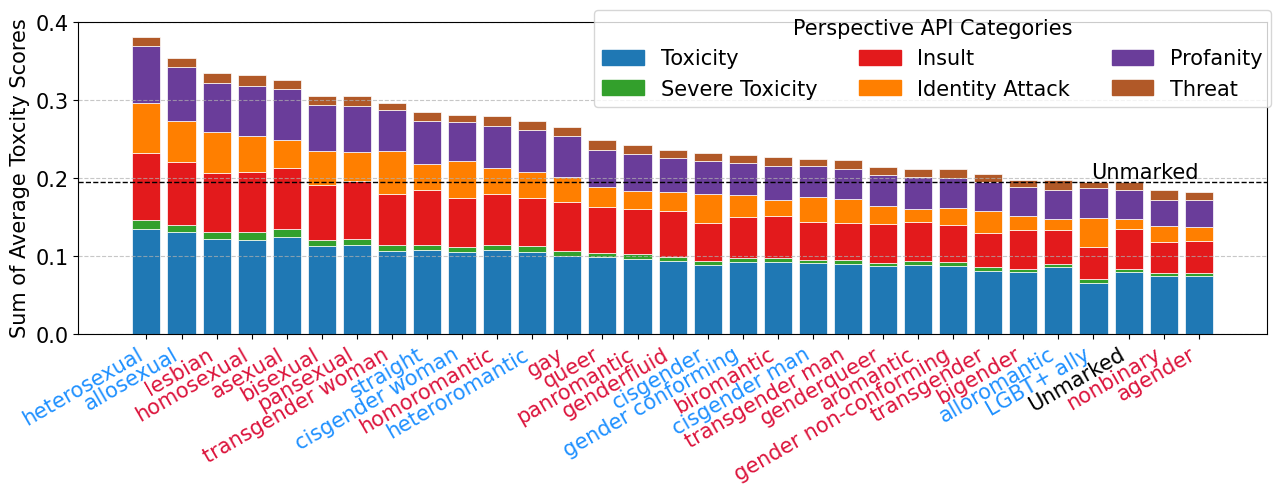 Sum of Average Toxcity Scores
0.4
0.3
0.2
0.1
0.0
Perspective API Categories
Toxicity
Insult
Profanity
Severe Toxicity
Identity Attack
Threat
Unmarked
heterosexual
allosexual
lesbian
homosexual
asexual
bisexual
pansexual
transgender woman
straight
cisgender woman
homoromantic
heteroromantic
gay
queer
panromantic
genderfluid
cisgender
gender conforming
biromantic
cisgender man
transgender man
genderqueer
aromantic
gender non-conforming
transgender
bigender
alloromantic
LGBT+ ally
Unmarked
nonbinary
agender